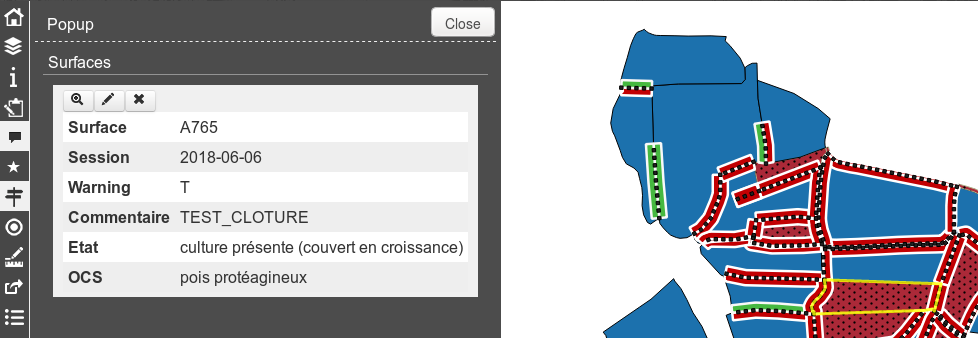 Popup
Close
Surfaces
Surface A765
Session 2018-06-06
Warning T
Commentaire TEST_CLOTURE
Etat culture présente (couvert en croissance)
OCS pois protéagineux